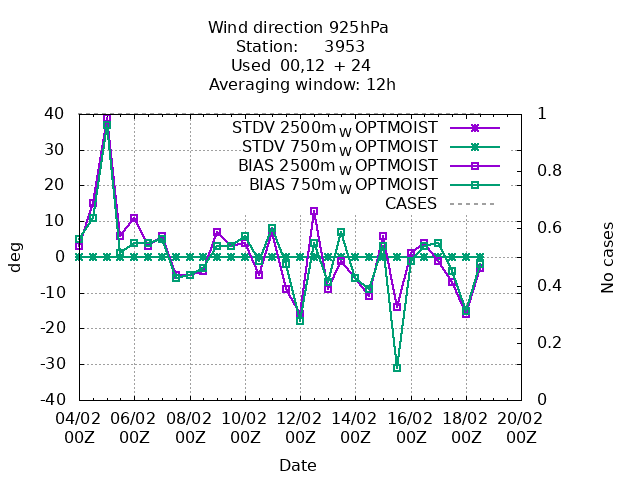 Wind direction 925hPa
Station: 3953
Used 00,12 + 24
Averaging window: 12h
STDV 2500m W OPTMOIST
STDV 750m W OPTMOIST
BIAS 2500m W OPTMOIST
BIAS 750m W OPTMOIST
CASES
deg
40
30
20
10
0
-10
-20
-30
-40
No cases
1
0.8
0.6
0.4
0.2
0
04/02 06/02 08/02 10/02 12/02 14/02 16/02 18/02 20/02
00Z 00Z 00Z 00Z 00Z 00Z 00Z 00Z 00Z
Date